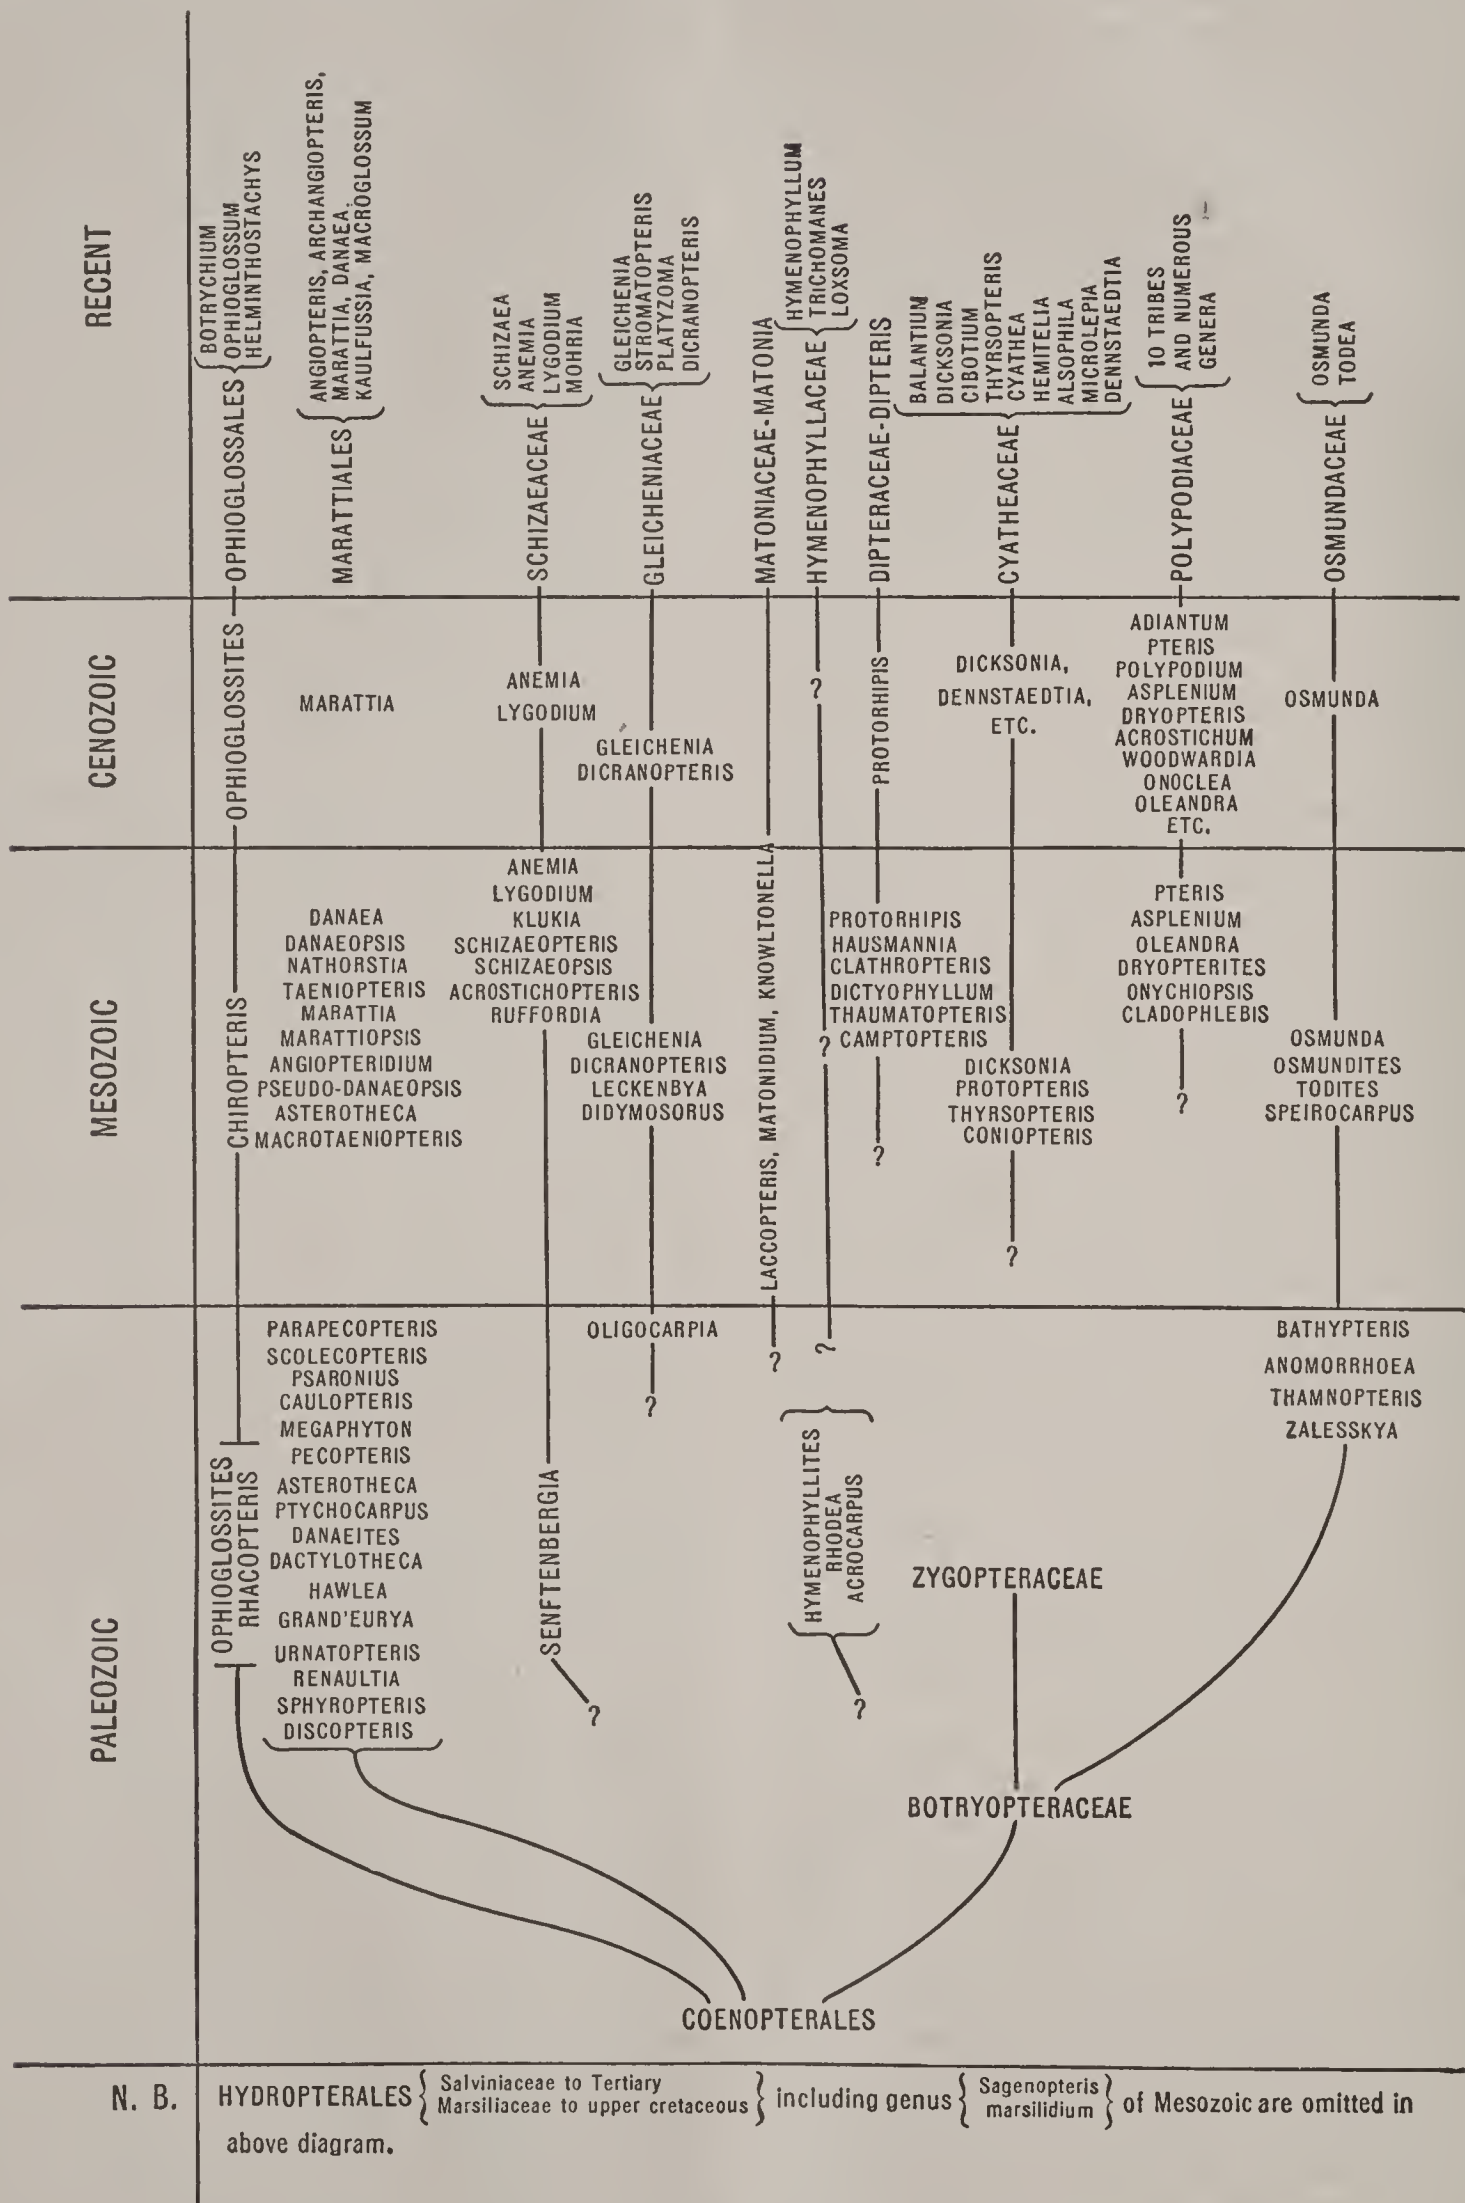 RECENT
BOTRYCHIUM
OPHIOGLOSSUM
HELMINTHOSTACHYS
OPHIOGLOSSALES
ANGIOPTERIS, ARCHANGIOPTERIS,
MARATTIA, DANAEA,
KAULFUSSIA, MACROGLOSSUM
MARATTIALES
SCHIZAEA
ANEMIA
LYGODIUM
MOHRIA
SCHIZAEACEAE
GLEICHENIA
STROMATOPTERIS
PLATYZOMA
DICRANOPTERIS
GLEICHENIACEAE
MATONIACEAE-MATONIA
HYMENOPHYLLUM
TRICHOMANES
LOXSOMA
HYMENOPHYLLACEAE
DIPTERACEAE-DIPTERIS
BALANTIUM
DICKSONIA
CIBOTIUM
THYRSOPTERIS
CYATHEA
HEMITELIA
ALSOPHILA
MICROLEPIA
DENNSTAEDTIA
CYATHEACEAE
10 TRIBES
AND NUMEROUS
GENERA
POLYPODIACEAE
OSMUNDA
TODEA
OSMUNDACEAE
CENOZOIC
OPHIOGLOSSITES
MARATTIA
ANEMIA
LYGODIUM
GLEICHENIA
DICRANOPTERIS
?
PROTORHIPIS
DICKSONIA,
DENNSTAEDTIA,
ETC.
ADIANTUM
PTERIS
POLYPODIUM
ASPLENIUM
DRYOPTERIS
ACROSTICHUM
WOODWARDIA
ONOCLEA
OLEANDRA
ETC.
OSMUNDA
MESOZOIC
CHIROPTERIS
DANAEA
DANAEOPSIS
NATHORSTIA
TAENIOPTERIS
MARATTIA
MARATTIOPSIS
ANGIOPTERIDIUM
PSEUDO-DANAEOPSIS
ASTEROTHECA
MACROTAENIOPTERIS
ANEMIA
LYGODIUM
KLUKIA
SCHIZAEOPTERIS
SCHIZAEOPSIS
ACROSTICHOPTERIS
RUFFORDIA
GLEICHENIA
DICRANOPTERIS
LECKENBYA
DIDYMOSORUS
LACCOPTERIS, MATONIDIUM, KNOWLTONELLA
?
PROTORHIPIS
HAUSMANNIA
CLATHROPTERIS
DICTYOPHYLLUM
THAUMATOPTERIS
CAMPTOPTERIS
?
DICKSONIA
PROTOPTERIS
THYRSOPTERIS
CONIOPTERIS
?
PTERIS
ASPLENIUM
OLEANDRA
DRYOPTERITES
ONYCHIOPSIS
CLADOPHLEBIS
?
OSMUNDA
OSMUNDITES
TODITES
SPEIROCARPUS
PALEOZOIC
OPHIOGLOSSITES
RHACOPTERIS
PARAPECOPTERIS
SCOLECOPTERIS
PSARONIUS
CAULOPTERIS
MEGAPHYTON
PECOPTERIS
ASTEROTHECA
PTYCHOCARPUS
DANAEITES
DACTYLOTHECA
HAWLEA
GRAND'EURYA
URNATOPTERIS
RENAULTIA
SPHYROPTERIS
DISCOPTERIS
SENFTENBERGIA
?
OLIGOCARPIA
?
?
?
HYMENOPHYLLITES
RHODEA
ACROCARPUS
?
ZYGOPTERACEAE
BATHYPTERIS
ANOMORRHOEA
THAMNOPTERIS
ZALESSKYA
BOTRYOPTERACEAE
COENOPTERALES
N. B. HYDROPTERALES { Salviniaceae to Tertiary
Marsiliaceae to upper cretaceous } including genus { Sagenopteris
marsilidium } of Mesozoic are omitted in
above diagram.